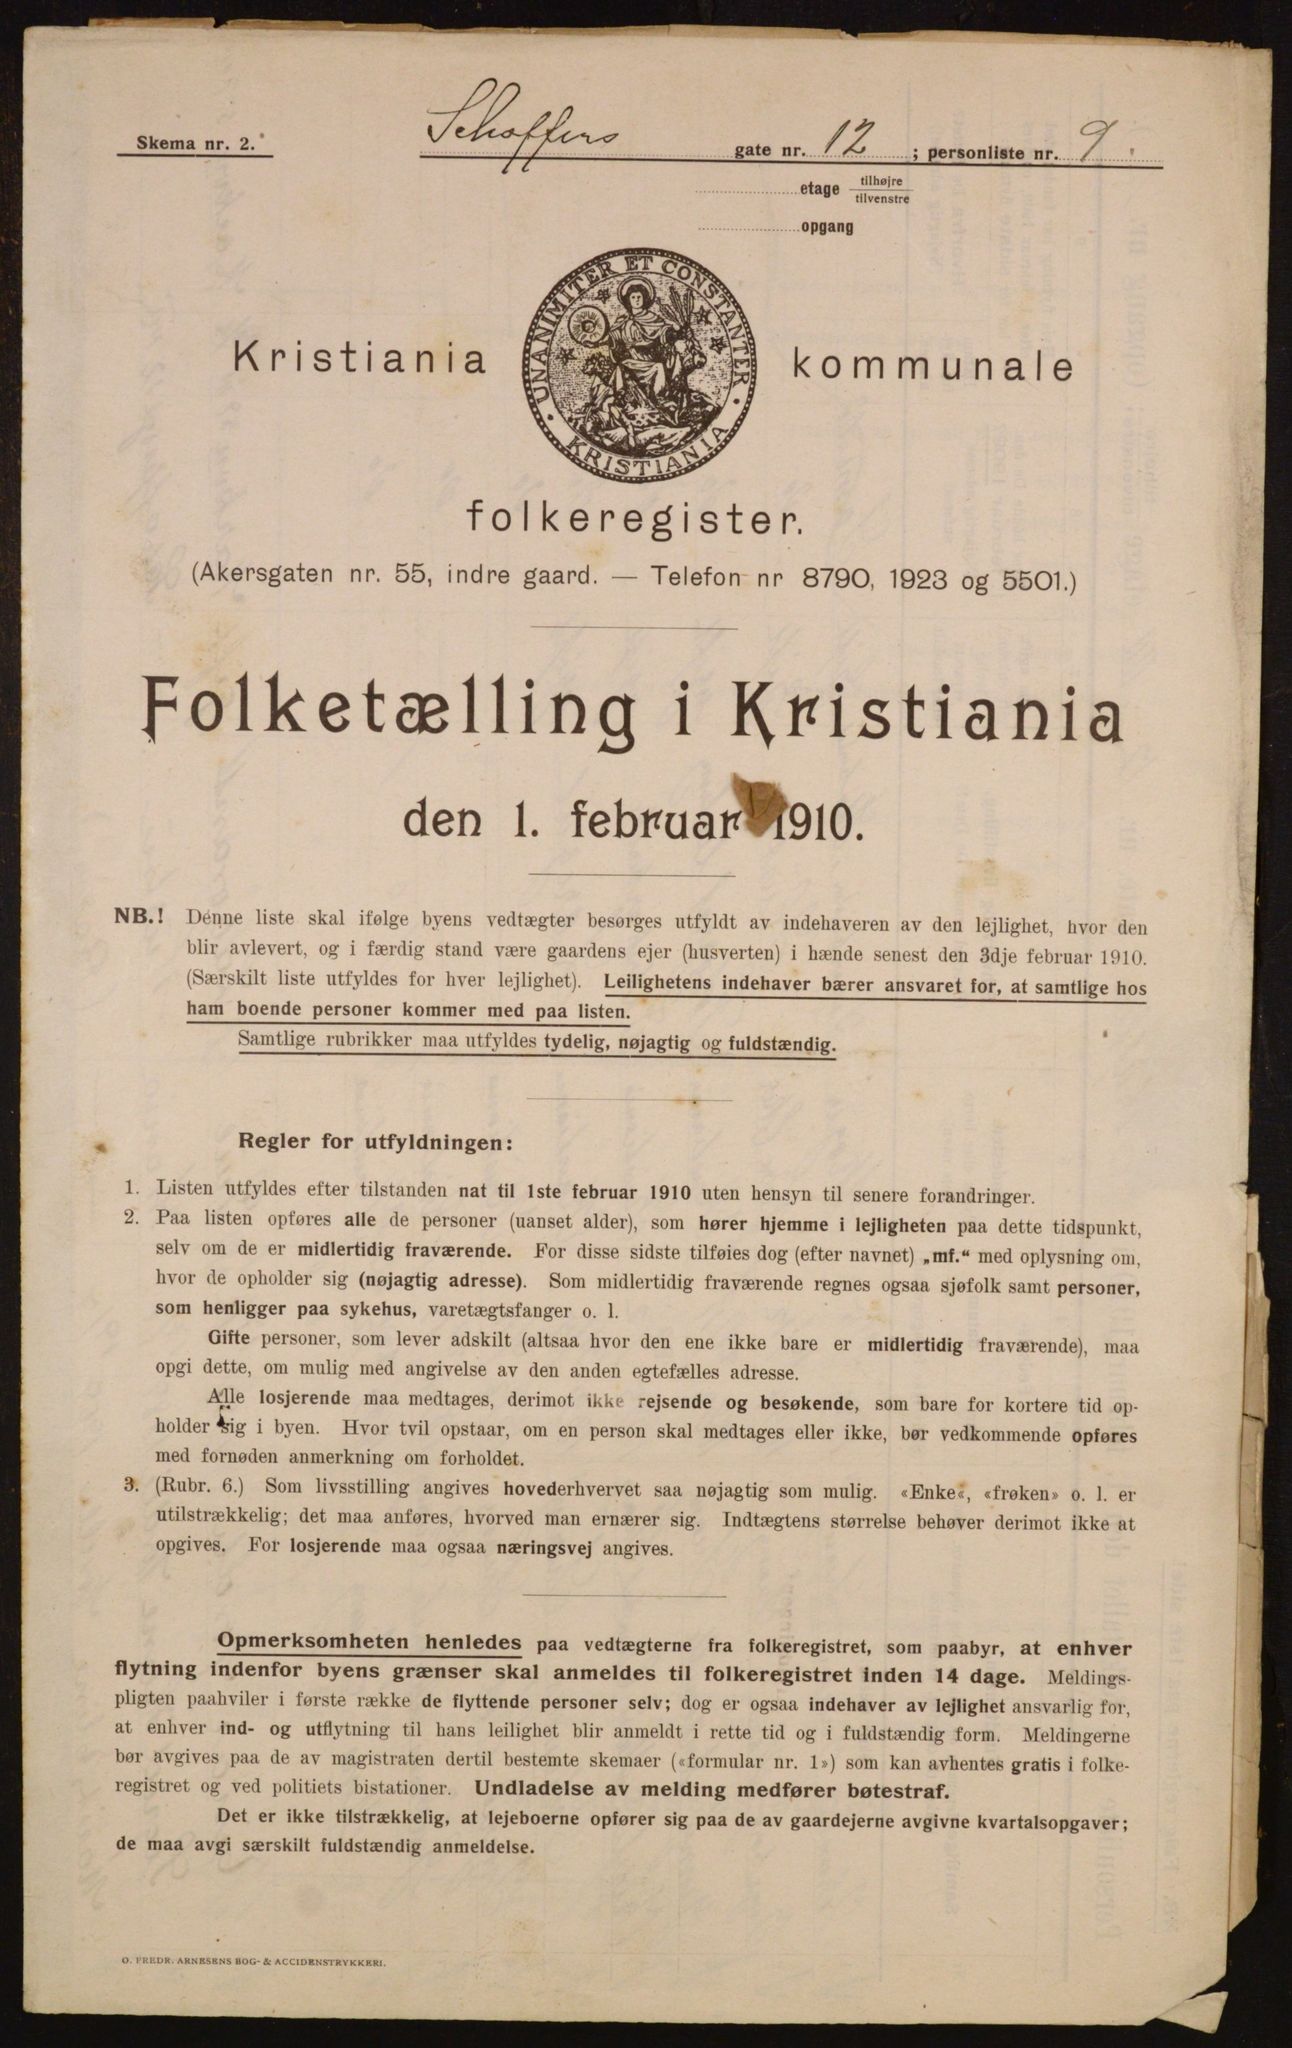 Skema nr. 2.
Schoffers gate nr. 12 ; personliste nr. 9.
etage tilhøjre
tilvenstre
opgang
UNANIMITER ET CONSTANTER
KRISTIANIA
Kristiania kommunale
folkeregister.
(Akersgaten nr. 55, indre gaard. — Telefon nr 8790, 1923 og 5501.)
Folketælling i Kristiania
den 1. februar 1910.
NB.! Denne liste skal ifølge byens vedtægter besørges utfyldt av indehaveren av den lejlighet, hvor den
blir avlevert, og i færdig stand være gaardens ejer (husverten) i hænde senest den 3dje februar 1910.
(Særskilt liste utfyldes for hver lejlighet). Leilighetens indehaver bærer ansvaret for, at samtlige hos
ham boende personer kommer med paa listen.
Samtlige rubrikker maa utfyldes tydelig, nøjagtig og fuldstændig.
Regler for utfyldningen:
1. Listen utfyldes efter tilstanden nat til 1ste februar 1910 uten hensyn til senere forandringer.
2. Paa listen opføres alle de personer (uanset alder), som hører hjemme i lejligheten paa dette tidspunkt,
selv om de er midlertidig fraværende. For disse sidste tilføies dog (efter navnet) „mf.“ med oplysning om,
hvor de opholder sig (nøjagtig adresse). Som midlertidig fraværende regnes ogsaa sjøfolk samt personer,
som henligger paa sykehus, varetægtsfanger o. l.
Gifte personer, som lever adskilt (altsaa hvor den ene ikke bare er midlertidig fraværende), maa
opgi dette, om mulig med angivelse av den anden egtefælles adresse.
Alle losjerende maa medtages, derimot ikke rejsende og besøkende, som bare for kortere tid op-
holder sig i byen. Hvor tvil opstaar, om en person skal medtages eller ikke, bør vedkommende opføres
med fornøden anmerkning om forholdet.
3. (Rubr. 6.) Som livsstilling angives hovederhvervet saa nøjagtig som mulig. «Enke«, «frøken» o. l. er
utilstrækkelig; det maa anføres, hvorved man ernærer sig. Indtægtens størrelse behøver derimot ikke at
opgives. For losjerende maa ogsaa næringsvej angives.
Opmerksomheten henledes paa vedtægterne fra folkeregistret, som paabyr, at enhver
flytning indenfor byens grænser skal anmeldes til folkeregistret inden 14 dage. Meldings-
pligten paahviler i første række de flyttende personer selv; dog er ogsaa indehaver av lejlighet ansvarlig for,
at enhver ind- og utflytning til hans leilighet blir anmeldt i rette tid og i fuldstændig form. Meldingerne
bør avgives paa de av magistraten dertil bestemte skemaer («formular nr. 1») som kan avhentes gratis i folke-
registret og ved politiets bistationer. Undladelse av melding medfører bøtestraf.
Det er ikke tilstrækkelig, at lejeboerne opfører sig paa de av gaardejerne avgivne kvartalsopgaver;
de maa avgi særskilt fuldstændig anmeldelse.
O. FREDR. ARNESENS BOG- & ACCIDENSTRYKKERI.